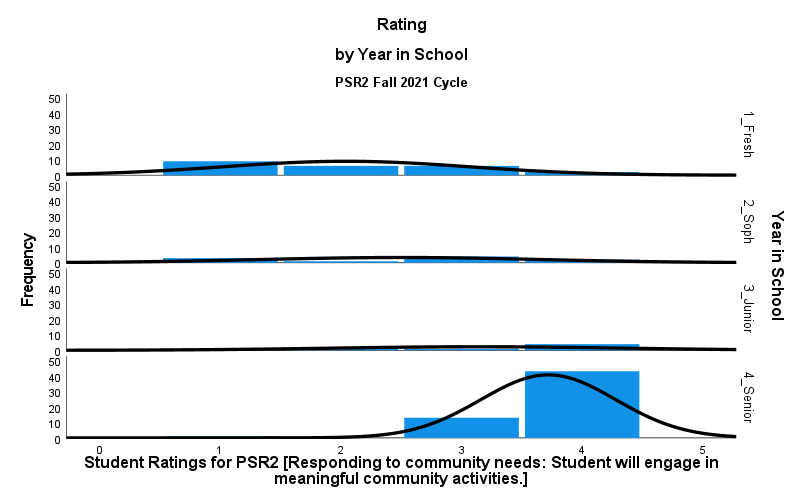 Rating
by Year in School
PSR2 Fall 2021 Cycle
50
40
30
20
10
0
1_Fresh
50
40
30
20
10
0
2_Soph
50
40
30
20
10
0
3_Junior
50
40
30
20
10
0
4_Senior
Frequency
Year in School
0 1 2 3 4 5
Student Ratings for PSR2 [Responding to community needs: Student will engage in
meaningful community activities.]